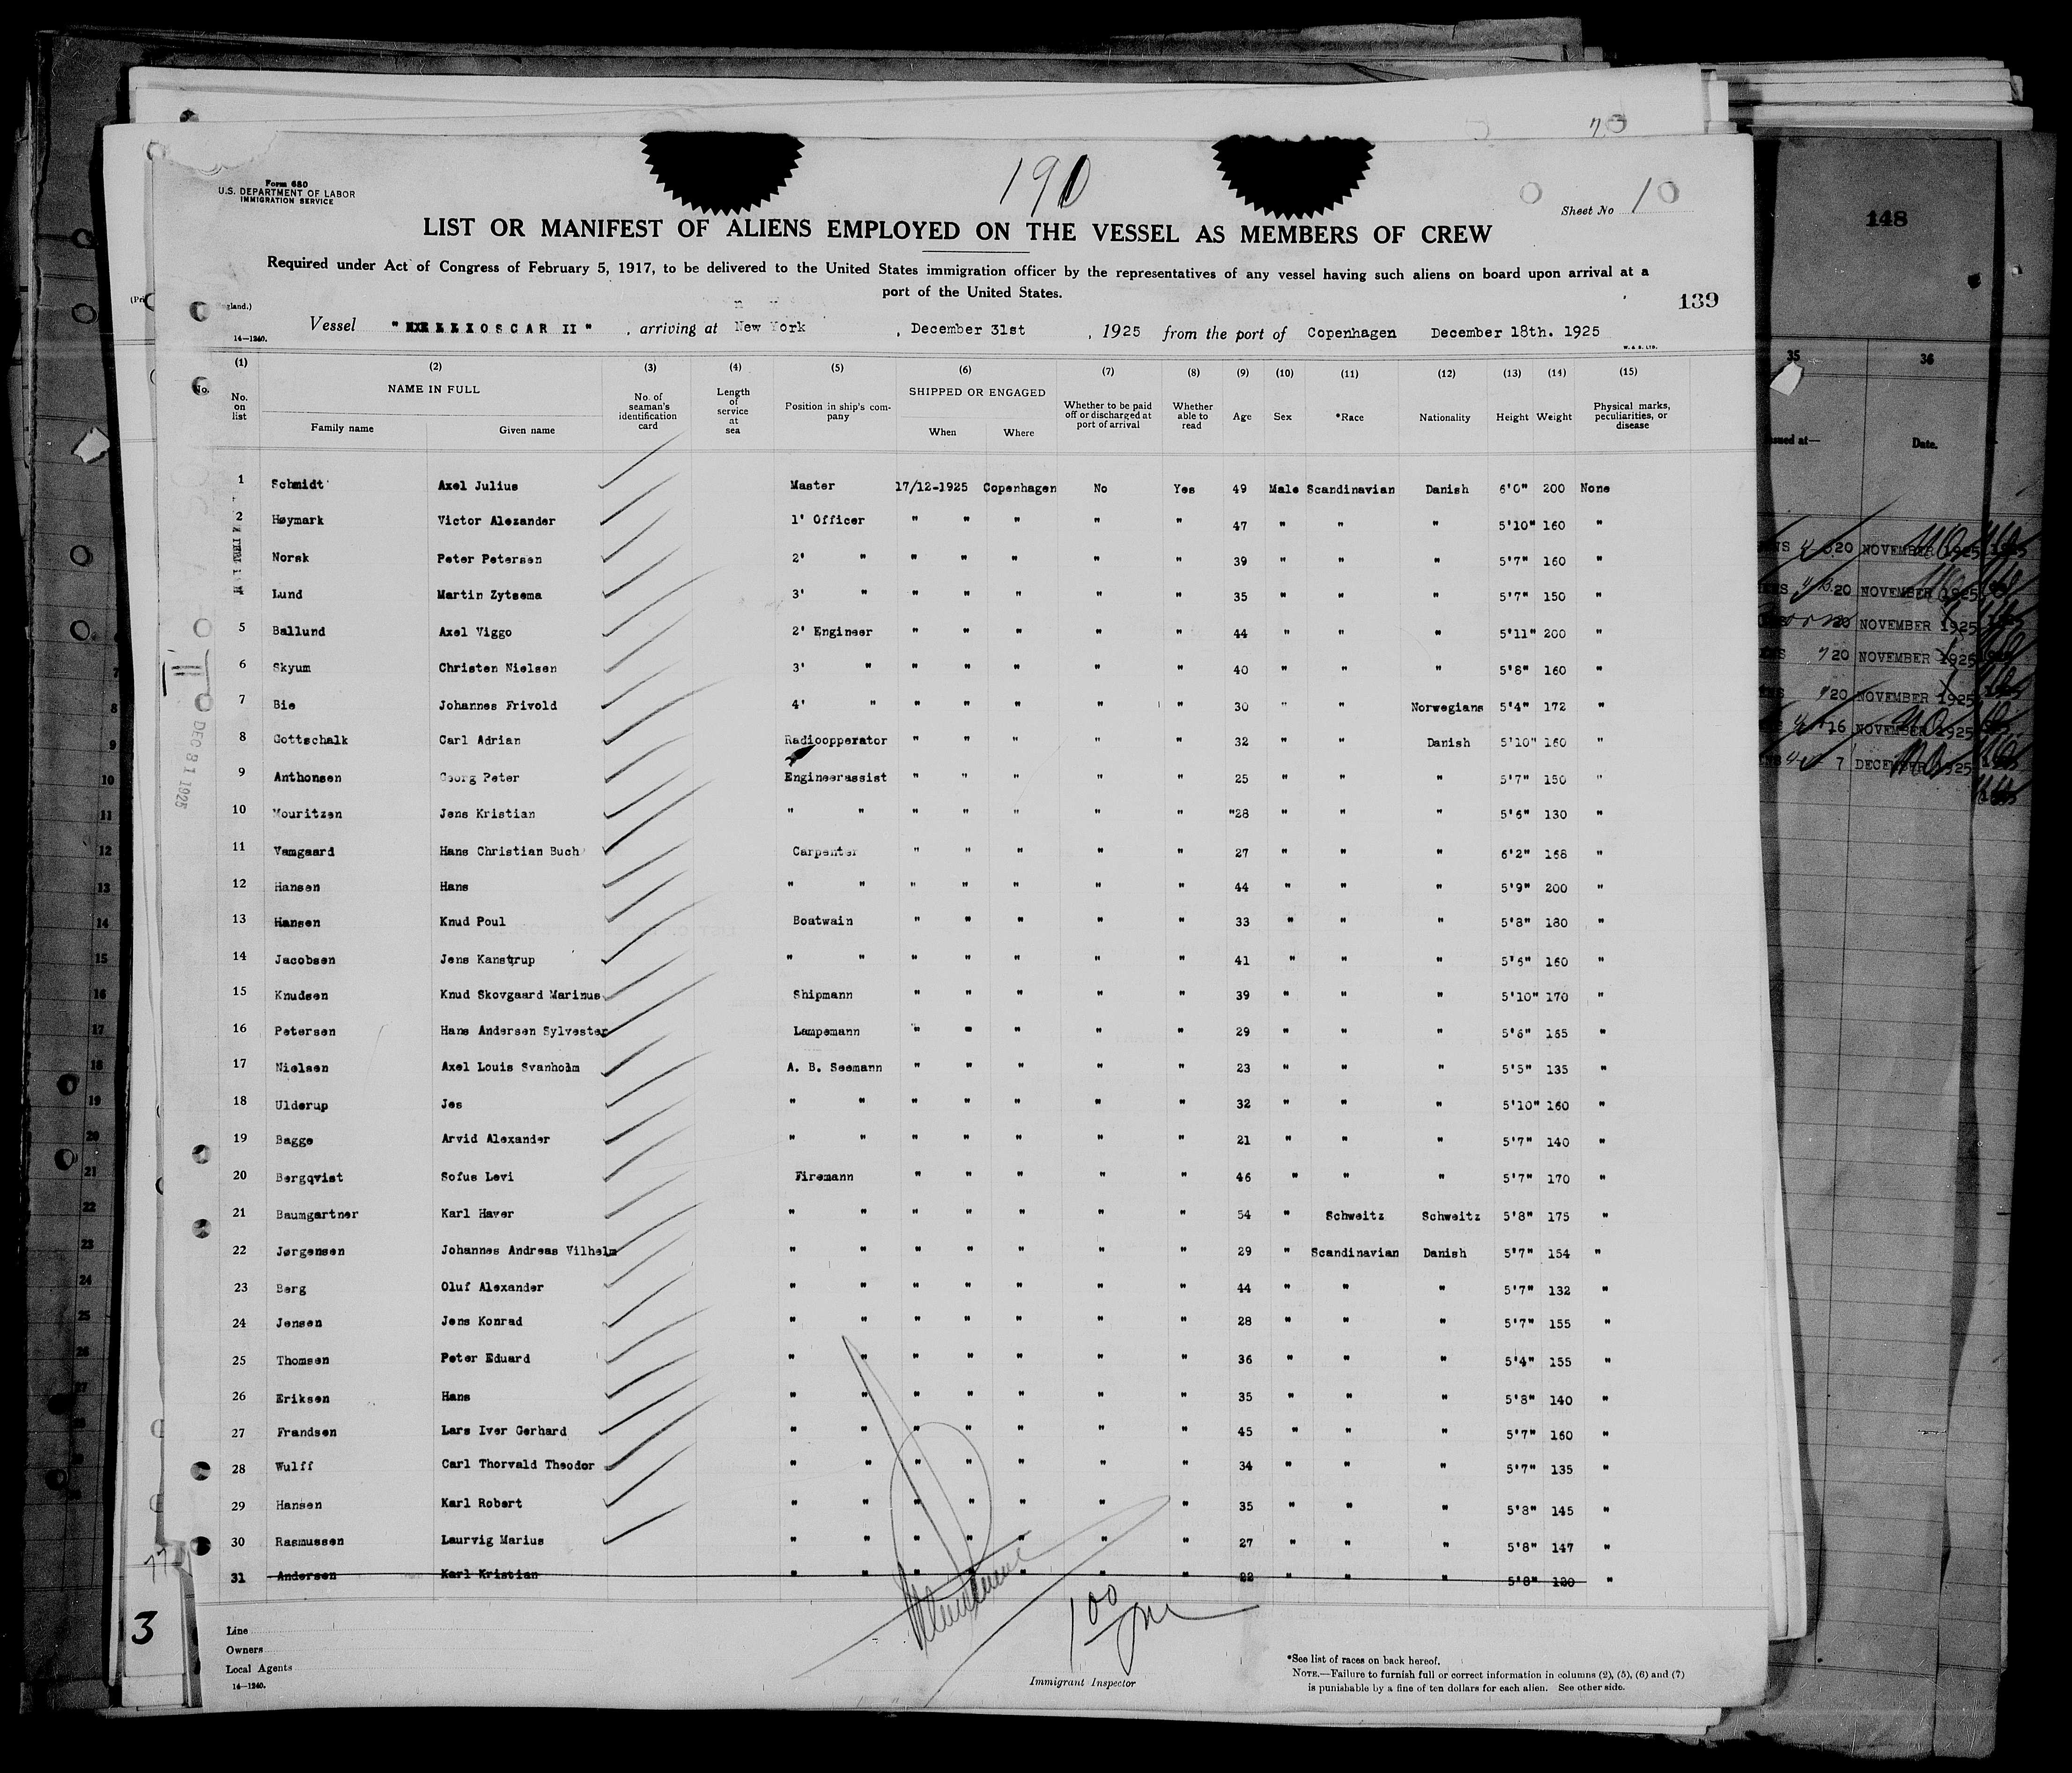 190
Form 680
U.S. DEPARTMENT OF LABOR
IMMIGRATION SERVICE
Sheet No 10
148
LIST OR MANIFEST OF ALIENS EMPLOYED ON THE VESSEL AS MEMBERS OF CREW
Required under Act of Congress of February 5, 1917, to be delivered to the United States immigration officer by the representatives of any vessel having such aliens on board upon arrival at a
port of the United States.
139
Vessel "OSCAR II", arriving at New York, December 31st, 1925 from the port of Copenhagen December 18th. 1925
14—1240.
(1) (2) (3) (4) (5) (6) (7) (8) (9) (10) (11) (12) (13) (14) (15)
No. on list NAME IN FULL Family name Given name No. of seaman's identification card Length of service at sea Position in ship's company SHIPPED OR ENGAGED When Where Whether to be paid off or discharged at port of arrival Whether able to read Age Sex *Race Nationality Height Weight Physical marks, peculiarities, or disease
1 Schmidt Axel Julius Master 17/12-1925 Copenhagen No Yes 49 Male Scandinavian Danish 6'0" 200 None
2 Høymark Victor Alezander 1' Officer " " " " " 47 " " " 5'10" 160 "
Norsk Peter Petersen 2' " " " " " " 39 " " " 5'7" 160 "
Lund Martin Zytsema 3' " " " " " " 35 " " " 5'7" 150 "
5 Ballund Axel Viggo 2' Engineer " " " " " 44 " " " 5'11" 200 "
6 Skyum Christen Nielsen 3' " " " " " " 40 " " " 5'8" 160 "
7 Bie Johannes Frivold 4' " " " " " " 30 " " Norwegians 5'4" 172 "
8 Gottschalk Carl Adrian Radioopperator " " " " " 32 " " Danish 5'10" 160 "
9 Anthonsen Georg Peter Engineerassist " " " " " 25 " " " 5'7" 150 "
10 Mouritzen Jens Kristian " " " " " " " "28 " " " 5'6" 130 "
11 Vamgaard Hans Christian Buch Carpenter " " " " " 27 " " " 6'2" 168 "
12 Hansen Hans " " " " " " " 44 " " " 5'9" 200 "
13 Hansen Knud Poul Boatwain " " " " " 33 " " " 5'8" 180 "
14 Jacobsen Jens Kanstrup " " " " " " " 41 " " " 5'6" 160 "
15 Knudsen Knud Skovgaard Marinus Shipmann " " " " " 39 " " " 5'10" 170 "
16 Petersen Hans Andersen Sylvester Lampemann " " " " " 29 " " " 5'6" 165 "
17 Nielsen Axel Louis Svanholm A. B. Seemann " " " " " 23 " " " 5'5" 135 "
18 Ulderup Jes " " " " " " " 32 " " " 5'10" 160 "
19 Bagge Arvid Alexander " " " " " " " 21 " " " 5'7" 140 "
20 Bergqvist Sofus Levi Firemann " " " " " 46 " " " 5'7" 170 "
21 Baumgartner Karl Haver " " " " " " " 54 " Schweitz Schweitz 5'8" 175 "
22 Jørgensen Johannes Andreas Vilhelm " " " " " " " 29 " Scandinavian Danish 5'7" 154 "
23 Berg Oluf Alexander " " " " " " " 44 " " " 5'7" 132 "
24 Jensen Jens Konrad " " " " " " " 28 " " " 5'7" 155 "
25 Thomsen Peter Eduard " " " " " " " 36 " " " 5'4" 155 "
26 Eriksen Hans " " " " " " " 35 " " " 5'8" 140 "
27 Frandsen Lars Iver Gerhard " " " " " " " 45 " " " 5'7" 160 "
28 Wulff Carl Thorvald Theodor " " " " " " " 34 " " " 5'7" 135 "
29 Hansen Karl Robert " " " " " " " 35 " " " 5'8" 145 "
30 Rasmussen Laurvig Marius " " " " " " " 27 " " " 5'8" 147 "
31 Andersen Karl Kristian " " " " " " " 22 " " " 5'8" 120 "
DEC 31 1925
3
100
Line
Owners
Local Agents
14—1240.
Immigrant Inspector
*See list of races on back hereof.
NOTE.—Failure to furnish full or correct information in columns (2), (5), (6) and (7)
is punishable by a fine of ten dollars for each alien. See other side.
35 36
Date.
20 NOVEMBER 1925
20 NOVEMBER 1925
NOVEMBER 1925
20 NOVEMBER 1925
20 NOVEMBER 1925
16 NOVEMBER 1925
7 DECEMBER 1925